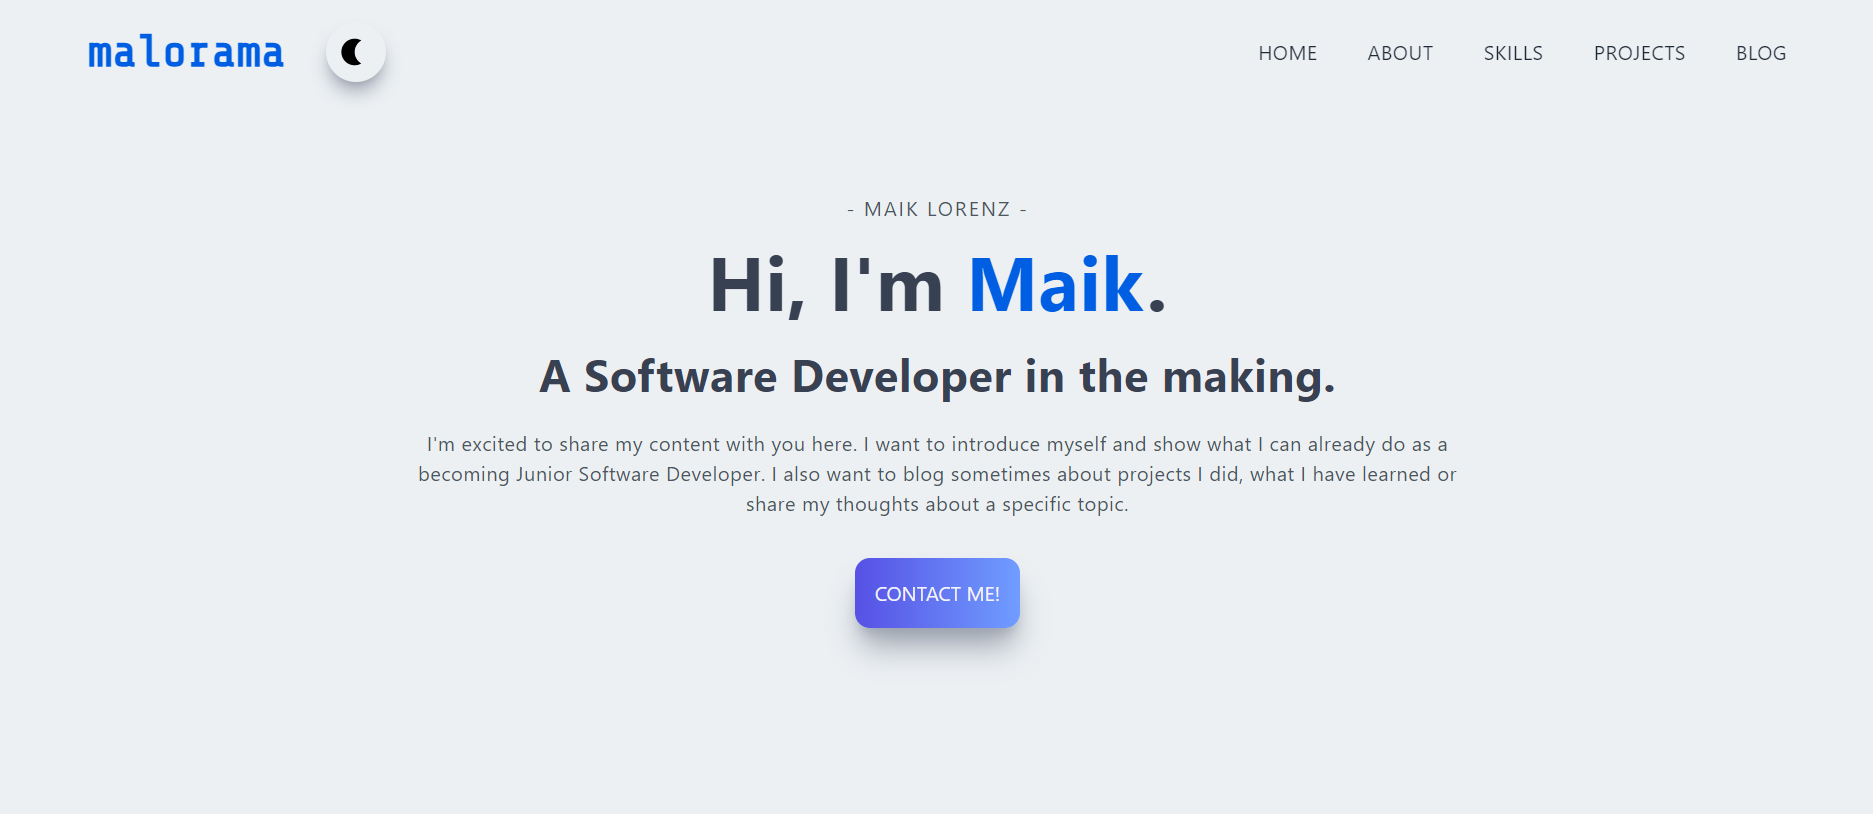 malorama
HOME ABOUT SKILLS PROJECTS BLOG
- MAIK LORENZ -
Hi, I'm Maik.
A Software Developer in the making.
I'm excited to share my content with you here. I want to introduce myself and show what I can already do as a
becoming Junior Software Developer. I also want to blog sometimes about projects I did, what I have learned or
share my thoughts about a specific topic.
CONTACT ME!